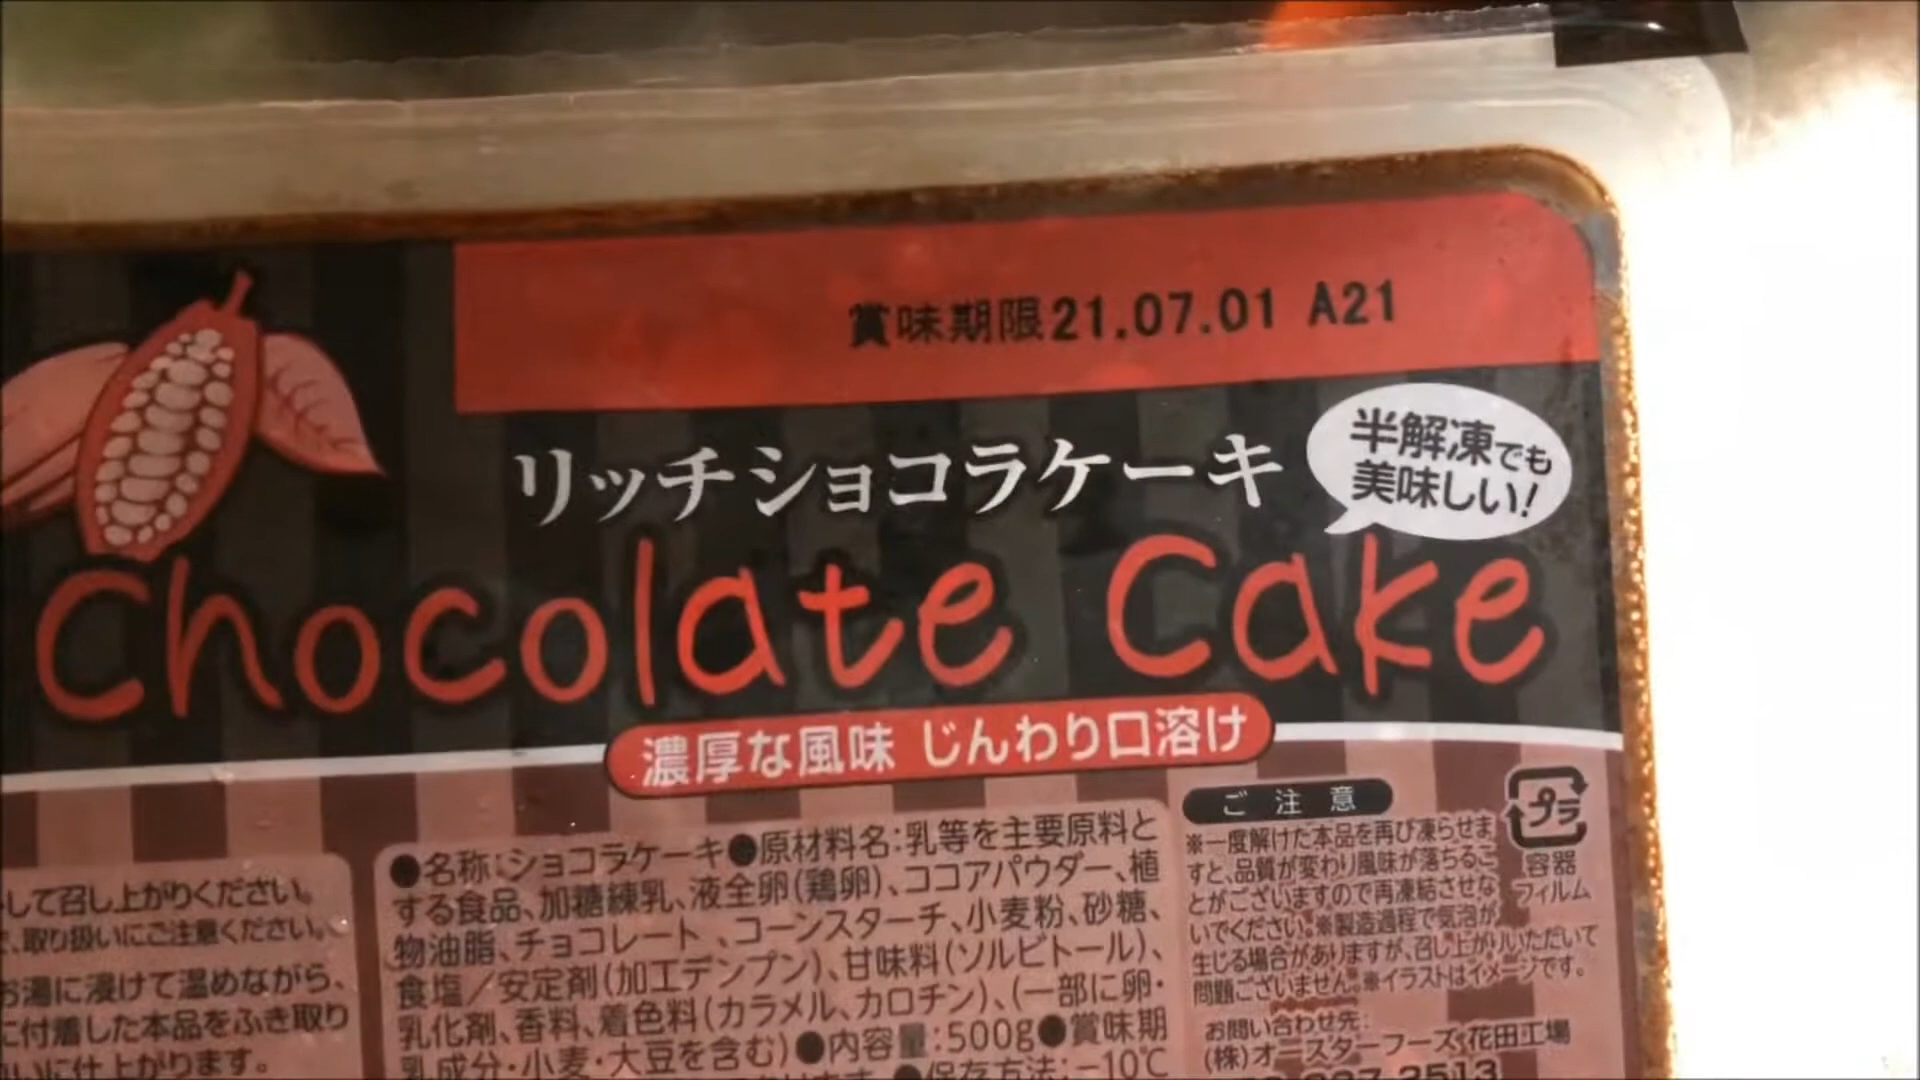 賞味期限21.07.01 A21
リッチショコラケーキ
半解凍でも
美味しい!
Chocolate Cake
濃厚な風味 じんわり口溶け
して召し上がりください。
、取り扱いにご注意ください。
お湯に浸けて温めながら、
に付着した本品をふき取り
いに仕上がります。
●名称:ショコラケーキ●原材料名:乳等を主要原料と
する食品、加糖練乳、液全卵(鶏卵)、ココアパウダー、植
物油脂、チョコレート、コーンスターチ、小麦粉、砂糖、
食塩/安定剤(加工デンプン)、甘味料(ソルビトール)、
乳化剤、香料、着色料(カラメル、カロチン)、(一部に卵・
乳成分・小麦・大豆を含む)●内容量:500g●賞味期
●保存方法:−10℃
ご注意
※一度解けた本品を再び凍らせま
すと、品質が変わり風味が落ちるこ
とがございますので再凍結させな
いでください。※製造過程で気泡が
生じる場合がありますが、召し上がりいただいて
問題ございません。※イラストはイメージです。
プラ
容器
フィルム
お問い合わせ先:
(株)オースターフーズ 花田工場
2513